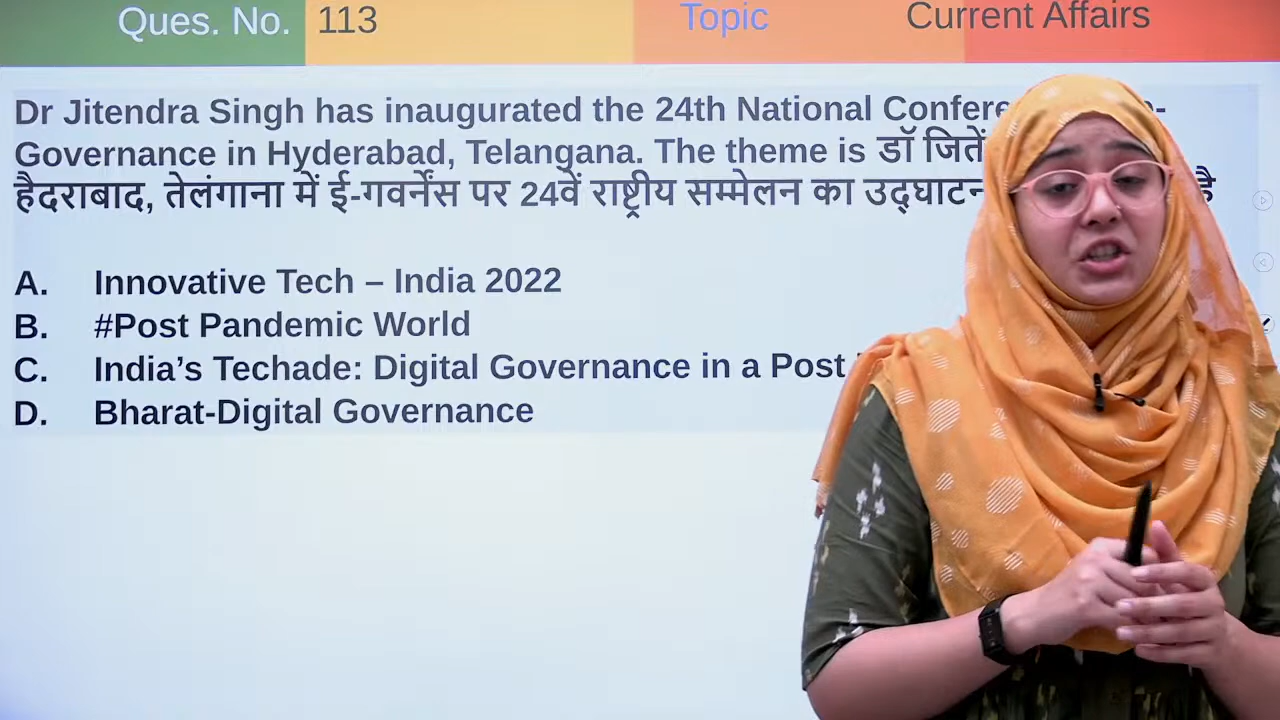 Ques. No. 113 Topic Current Affairs
Dr Jitendra Singh has inaugurated the 24th National
Governance in Hyderabad, Telangana. The theme is डॉ
हैदराबाद, तेलंगाना में ई-गवर्नेंस पर 24वें राष्ट्रीय सम्मेलन का उद्घाटन है
A. Innovative Tech – India 2022
B. #Post Pandemic World
C. India’s Techade: Digital Governance in a Post
D. Bharat-Digital Governance